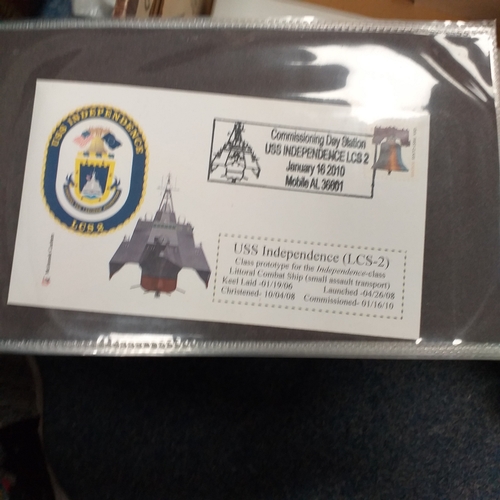 USS INDEPENDENCE
LCS 2
Commissioning Day Station
USS INDEPENDENCE LCS 2
January 16 2010
Mobile AL 36601
USS Independence (LCS-2)
Class prototype for the Independence-class
Littoral Combat Ship (small assault transport)
Keel Laid -01/19/06 Launched -04/26/08
Christened- 10/04/08 Commissioned- 01/16/10